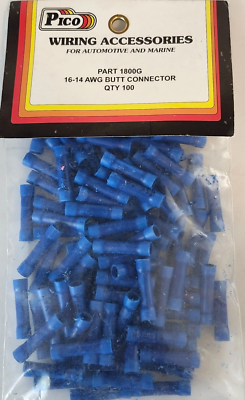 PICO
WIRING ACCESSORIES
FOR AUTOMOTIVE AND MARINE
PART 1800G
16-14 AWG BUTT CONNECTOR
QTY 100